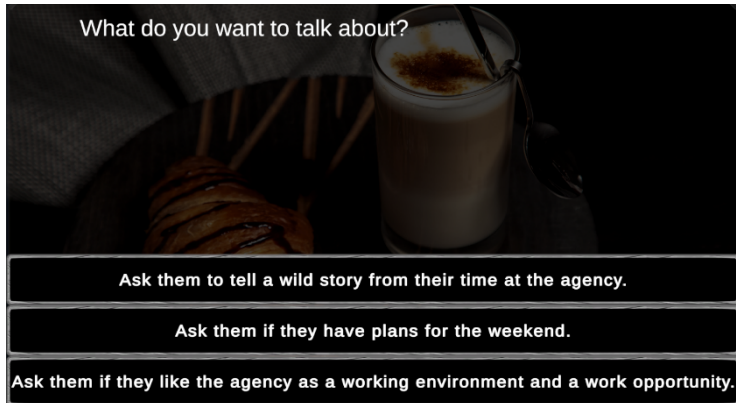 What do you want to talk about?
Ask them to tell a wild story from their time at the agency.
Ask them if they have plans for the weekend.
Ask them if they like the agency as a working environment and a work opportunity.